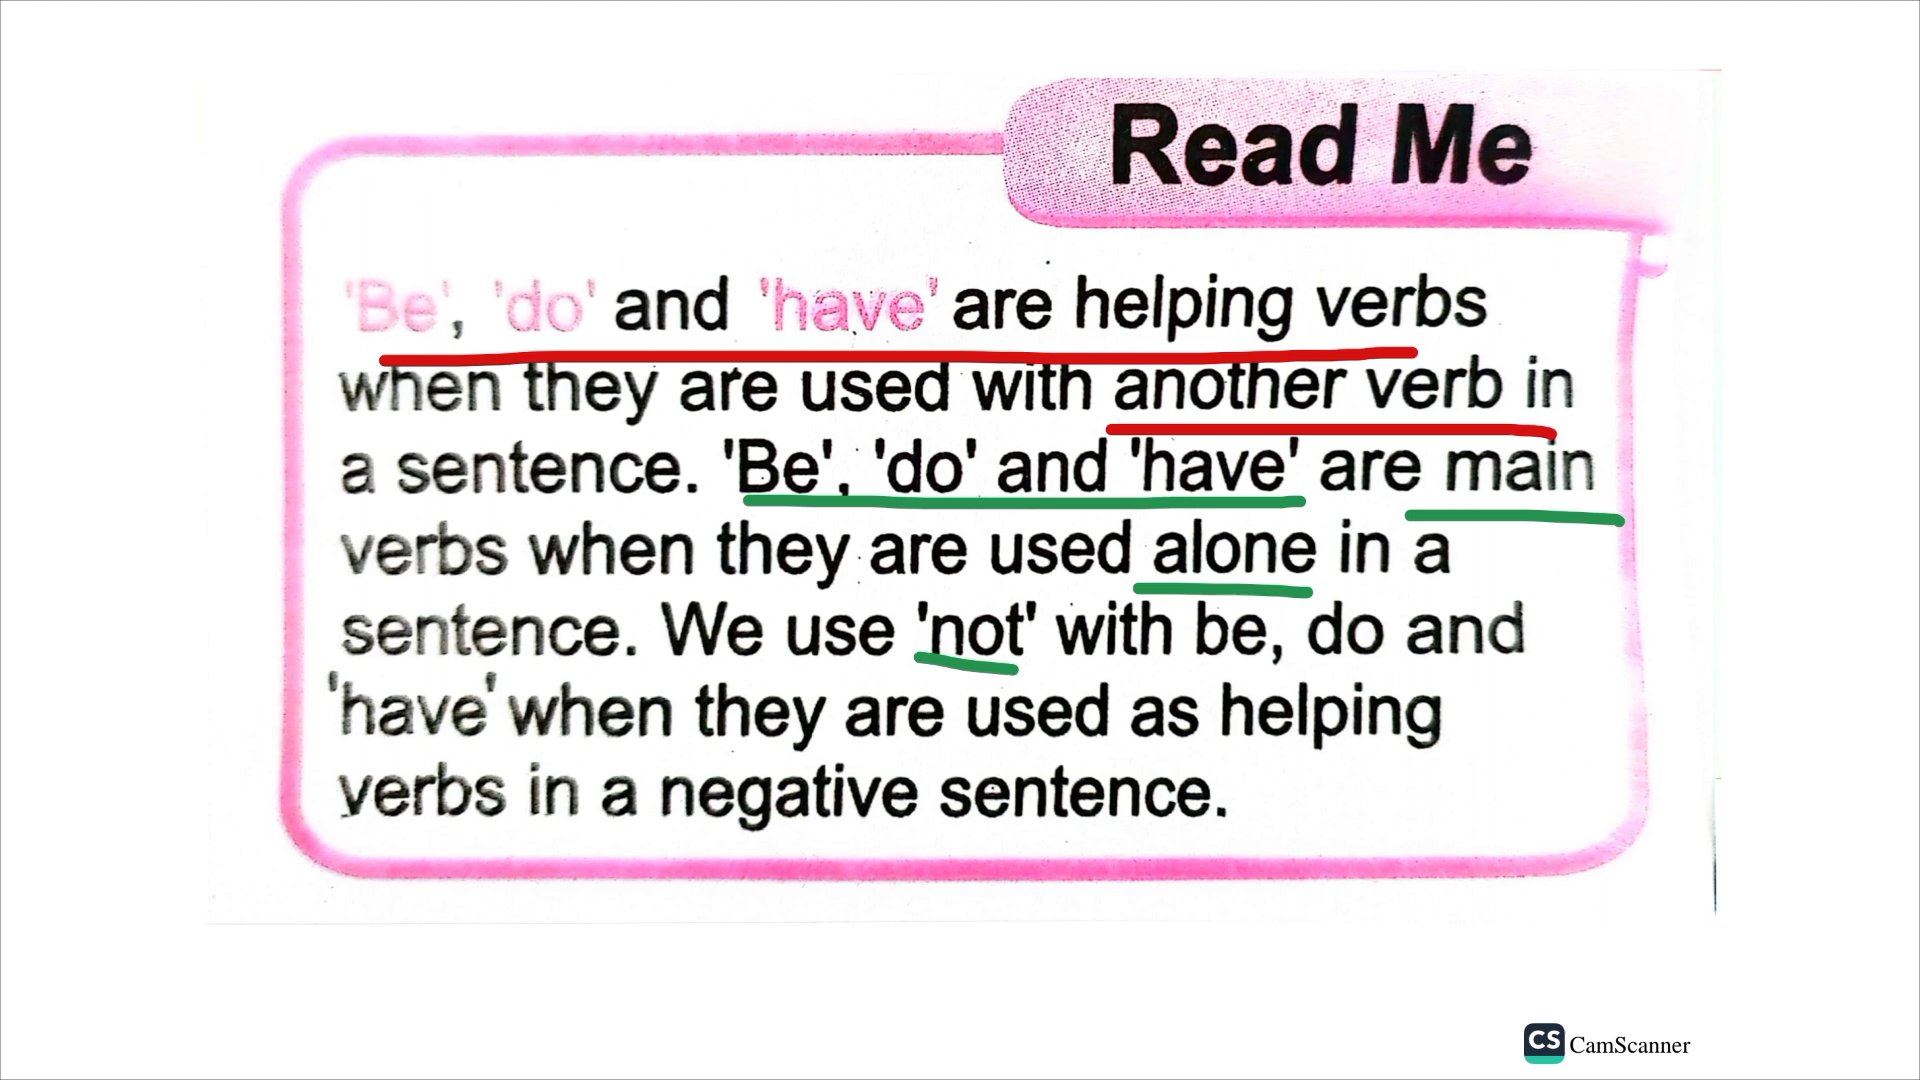 Read Me
'Be', 'do' and 'have' are helping verbs
when they are used with another verb in
a sentence. 'Be', 'do' and 'have' are main
verbs when they are used alone in a
sentence. We use 'not' with be, do and
'have' when they are used as helping
verbs in a negative sentence.
CS CamScanner